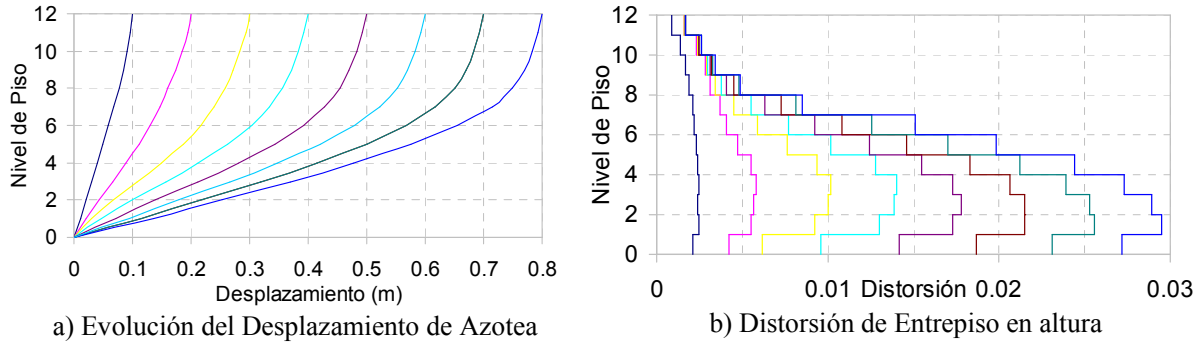 12
10
8
6
4
2
0
Nivel de Piso
0 0.1 0.2 0.3 0.4 0.5 0.6 0.7 0.8
Desplazamiento (m)
a) Evolución del Desplazamiento de Azotea
12
10
8
6
4
2
0
Nivel de Piso
0 0.01 Distorsión 0.02 0.03
b) Distorsión de Entrepiso en altura